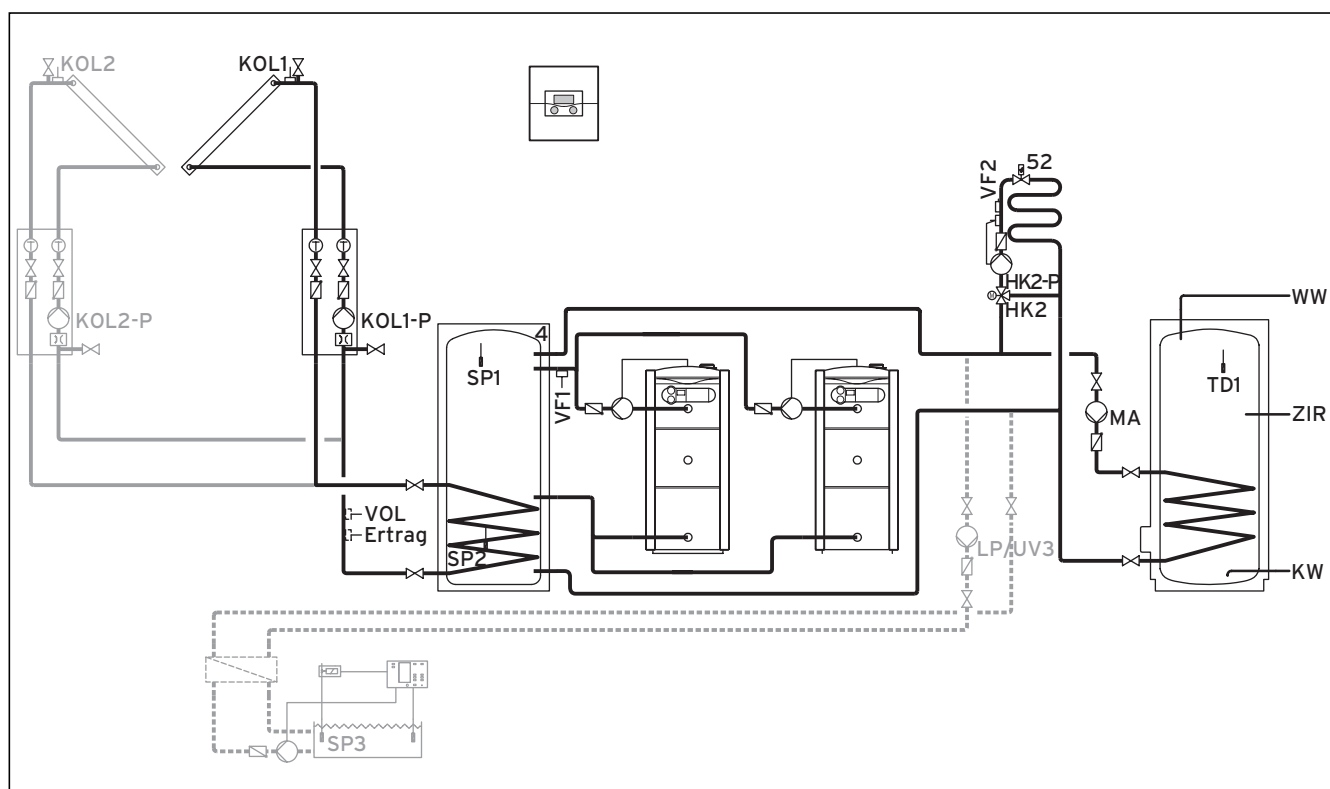 KOL2
KOL1
VF2
52
HK2-P
HK2
M
WW
T
T
T
T
KOL2-P
KOL1-P
4
SP1
VF1
MA
TD1
ZIR
VOL
Ertrag
SP2
LP/UV3
KW
SP3